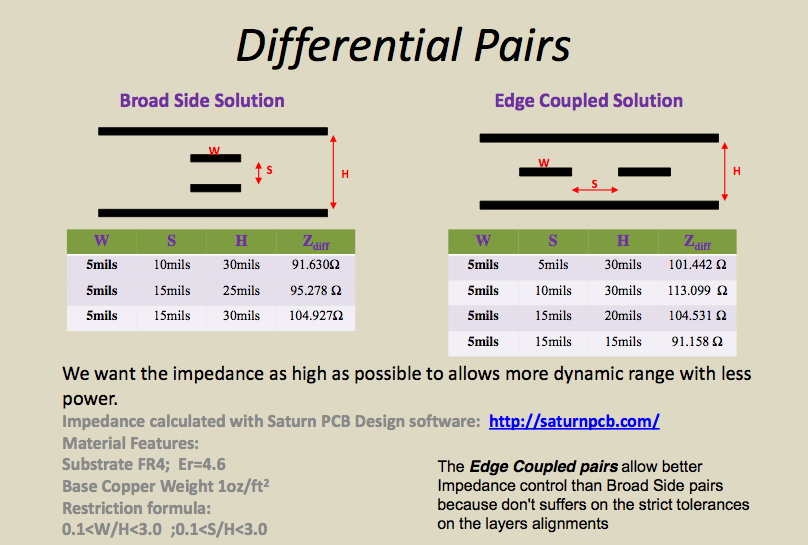 Differential Pairs
Broad Side Solution
W
S
H
W S H Zdiff
5mils 10mils 30mils 91.630Ω
5mils 15mils 25mils 95.278 Ω
5mils 15mils 30mils 104.927Ω
Edge Coupled Solution
W
S
H
W S H Zdiff
5mils 5mils 30mils 101.442 Ω
5mils 10mils 30mils 113.099 Ω
5mils 15mils 20mils 104.531 Ω
5mils 15mils 15mils 91.158 Ω
We want the impedance as high as possible to allows more dynamic range with less
power.
Impedance calculated with Saturn PCB Design software: http://saturnpcb.com/
Material Features:
Substrate FR4; Er=4.6
Base Copper Weight 1oz/ft²
Restriction formula:
0.1<W/H<3.0 ;0.1<S/H<3.0
The Edge Coupled pairs allow better
Impedance control than Broad Side pairs
because don't suffers on the strict tolerances
on the layers alignments